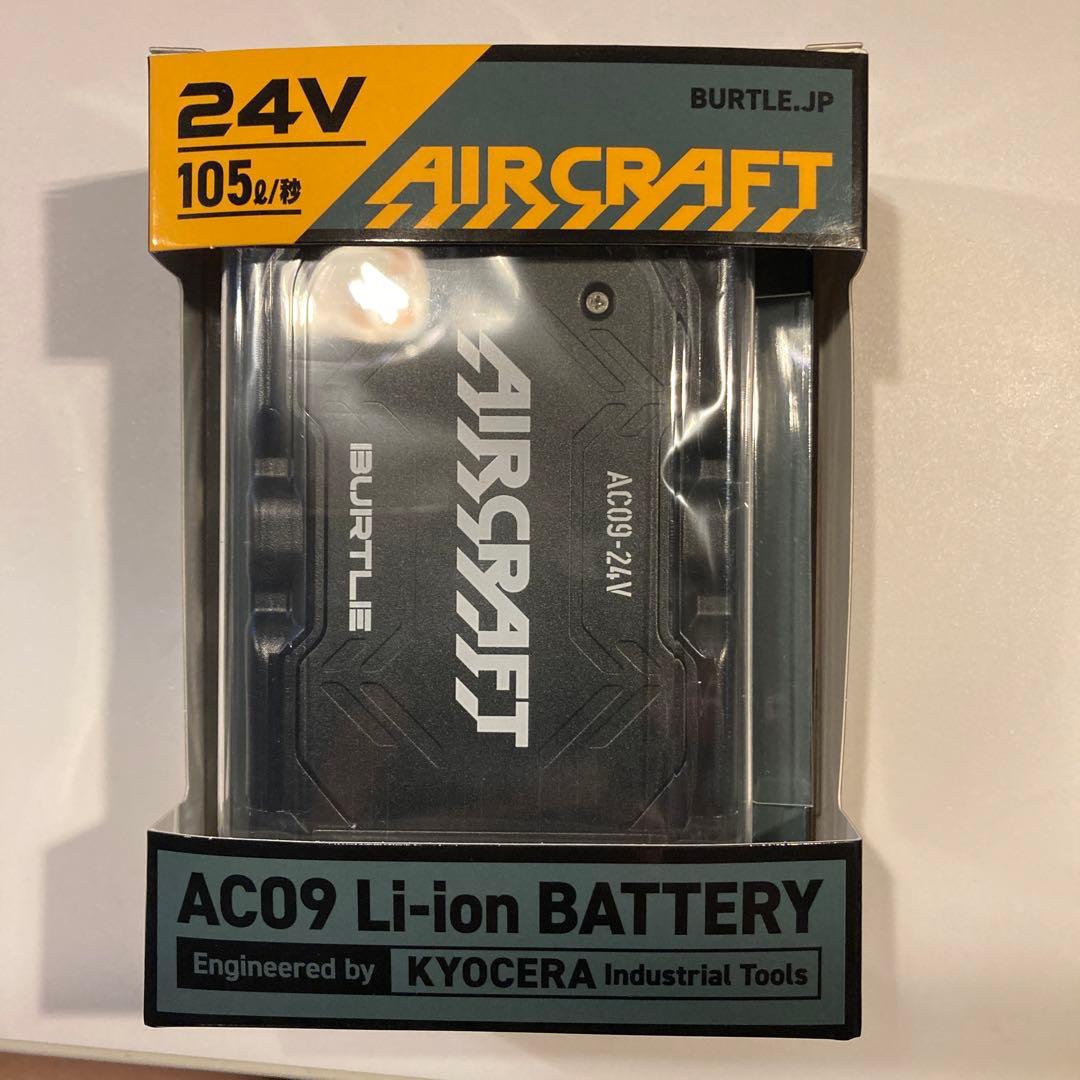 24V
105ℓ/秒
BURTLE.JP
AIRCRAFT
AC09-24V
AIRCRAFT
BURTLE
AC09 Li-ion BATTERY
Engineered by KYOCERA Industrial Tools